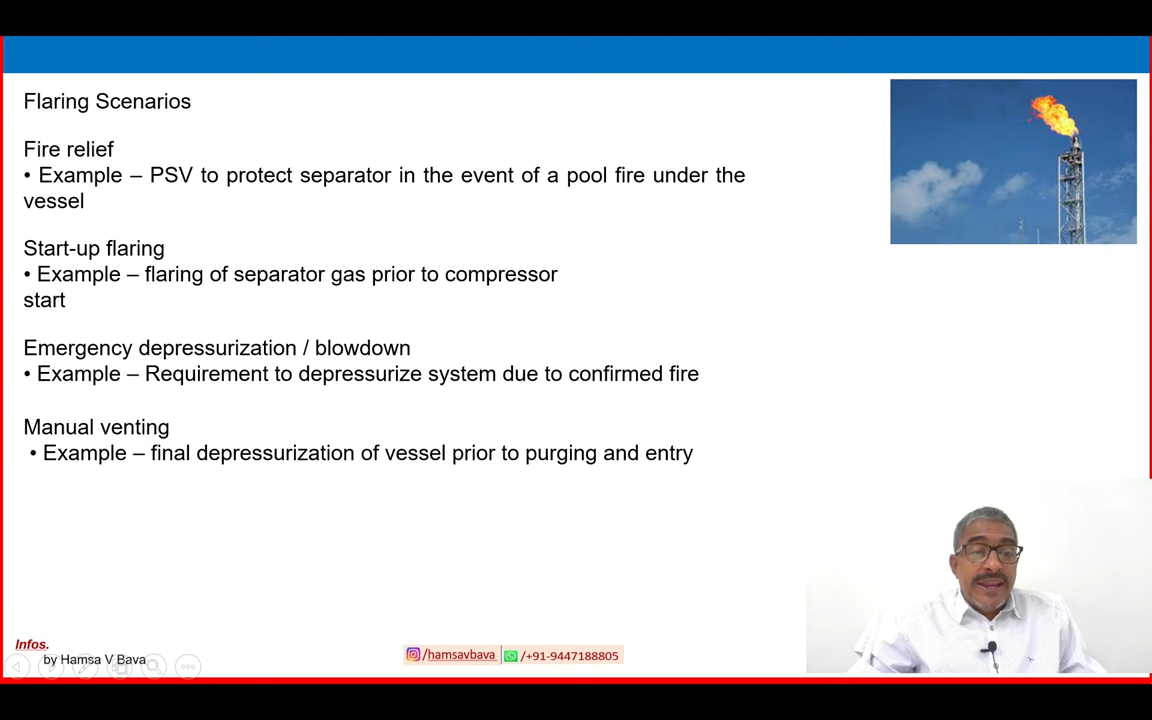 Flaring Scenarios
Fire relief
• Example – PSV to protect separator in the event of a pool fire under the
vessel
Start-up flaring
• Example – flaring of separator gas prior to compressor
start
Emergency depressurization / blowdown
• Example – Requirement to depressurize system due to confirmed fire
Manual venting
• Example – final depressurization of vessel prior to purging and entry
Infos.
by Hamsa V Bava
/hamsavbava /+91-9447188805